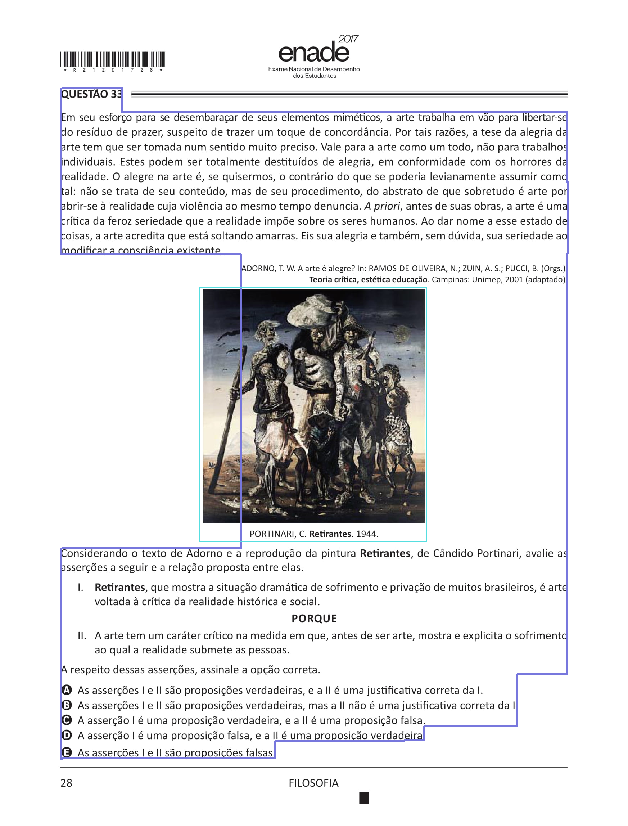 *R21201728*
2017
enade
Exame Nacional de Desempenho
dos Estudantes
QUESTÃO 33
Em seu esforço para se desembaraçar de seus elementos miméticos, a arte trabalha em vão para libertar-se
do resíduo de prazer, suspeito de trazer um toque de concordância. Por tais razões, a tese da alegria da
arte tem que ser tomada num sentido muito preciso. Vale para a arte como um todo, não para trabalhos
individuais. Estes podem ser totalmente destituídos de alegria, em conformidade com os horrores da
realidade. O alegre na arte é, se quisermos, o contrário do que se poderia levianamente assumir como
tal: não se trata de seu conteúdo, mas de seu procedimento, do abstrato de que sobretudo é arte por
abrir-se à realidade cuja violência ao mesmo tempo denuncia. A priori, antes de suas obras, a arte é uma
crítica da feroz seriedade que a realidade impõe sobre os seres humanos. Ao dar nome a esse estado de
coisas, a arte acredita que está soltando amarras. Eis sua alegria e também, sem dúvida, sua seriedade ao
modificar a consciência existente.
ADORNO, T. W. A arte é alegre? In: RAMOS-DE-OLIVEIRA, N.; ZUIN, A. S.; PUCCI, B. (Orgs.)
Teoria crítica, estética educação. Campinas: Unimep, 2001 (adaptado)
PORTINARI, C. Retirantes. 1944.
Considerando o texto de Adorno e a reprodução da pintura Retirantes, de Cândido Portinari, avalie as
asserções a seguir e a relação proposta entre elas.
I. Retirantes, que mostra a situação dramática de sofrimento e privação de muitos brasileiros, é arte
voltada à crítica da realidade histórica e social.
PORQUE
II. A arte tem um caráter crítico na medida em que, antes de ser arte, mostra e explicita o sofrimento
ao qual a realidade submete as pessoas.
A respeito dessas asserções, assinale a opção correta.
A As asserções I e II são proposições verdadeiras, e a II é uma justificativa correta da I.
B As asserções I e II são proposições verdadeiras, mas a II não é uma justificativa correta da I
C A asserção I é uma proposição verdadeira, e a II é uma proposição falsa.
D A asserção I é uma proposição falsa, e a II é uma proposição verdadeira
E As asserções I e II são proposições falsas
28
FILOSOFIA